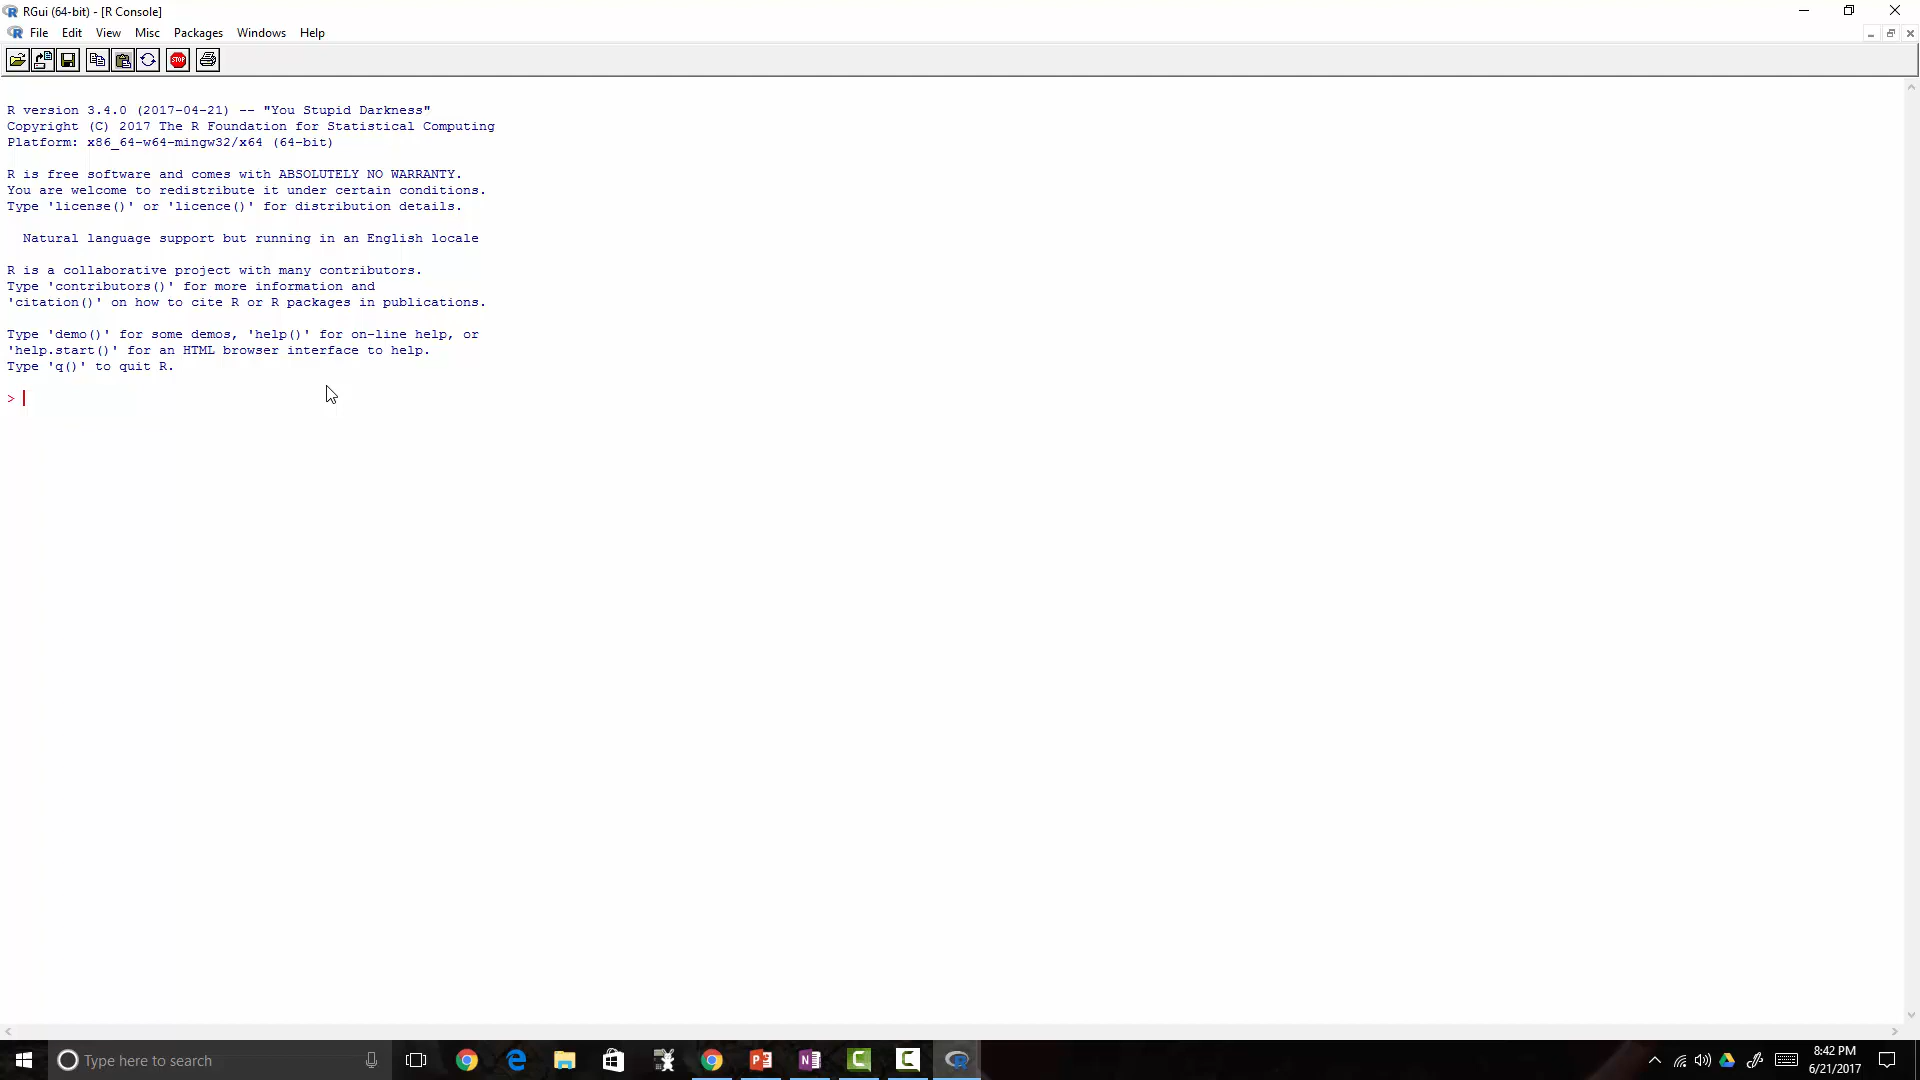 RGui (64-bit) - [R Console]
File Edit View Misc Packages Windows Help
STOP
R version 3.4.0 (2017-04-21) -- "You Stupid Darkness"
Copyright (C) 2017 The R Foundation for Statistical Computing
Platform: x86_64-w64-mingw32/x64 (64-bit)
R is free software and comes with ABSOLUTELY NO WARRANTY.
You are welcome to redistribute it under certain conditions.
Type 'license()' or 'licence()' for distribution details.
Natural language support but running in an English locale
R is a collaborative project with many contributors.
Type 'contributors()' for more information and
'citation()' on how to cite R or R packages in publications.
Type 'demo()' for some demos, 'help()' for on-line help, or
'help.start()' for an HTML browser interface to help.
Type 'q()' to quit R.
>
Type here to search
8:42 PM
6/21/2017